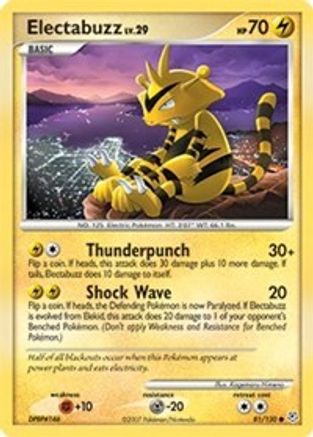 Electabuzz LV.29 HP 70
BASIC
NO. 125 Electric Pokémon. HT: 3'07" WT: 66.1 lbs.
Thunderpunch 30+
Flip a coin. If heads, this attack does 30 damage plus 10 more damage. If
tails, Electabuzz does 10 damage to itself.
Shock Wave 20
Flip a coin. If heads, the Defending Pokémon is now Paralyzed. If Electabuzz
is evolved from Elekid, this attack does 20 damage to 1 of your opponent's
Benched Pokémon. (Don't apply Weakness and Resistance for Benched
Pokémon.)
Half of all blackouts occur when this Pokémon appears at
power plants and eats electricity.
Illus. Kagemaru Himeno
weakness resistance retreat cost
+10 -20
DPBP#148 ©2007 Pokémon/Nintendo 81/130